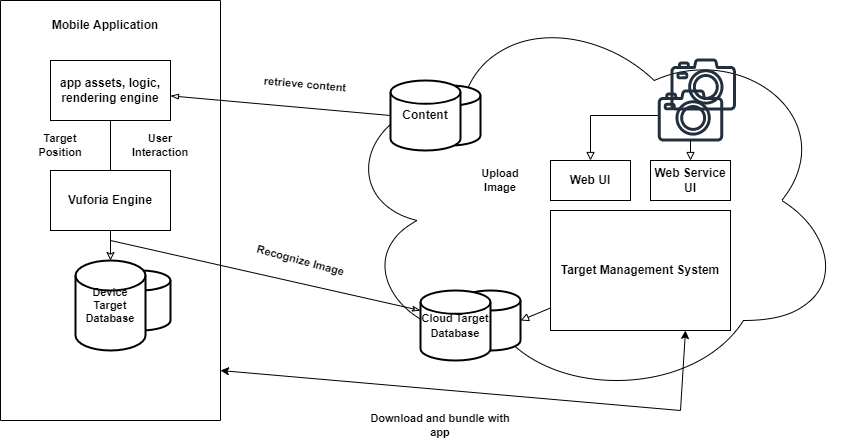 Mobile Application
app assets, logic,
rendering engine
retrieve content
Content
Target
Position
User
Interaction
Upload
Image
Web UI
Web Service
UI
Vuforia Engine
Recognize Image
Target Management System
Device
Target
Database
Cloud Target
Database
Download and bundle with
app